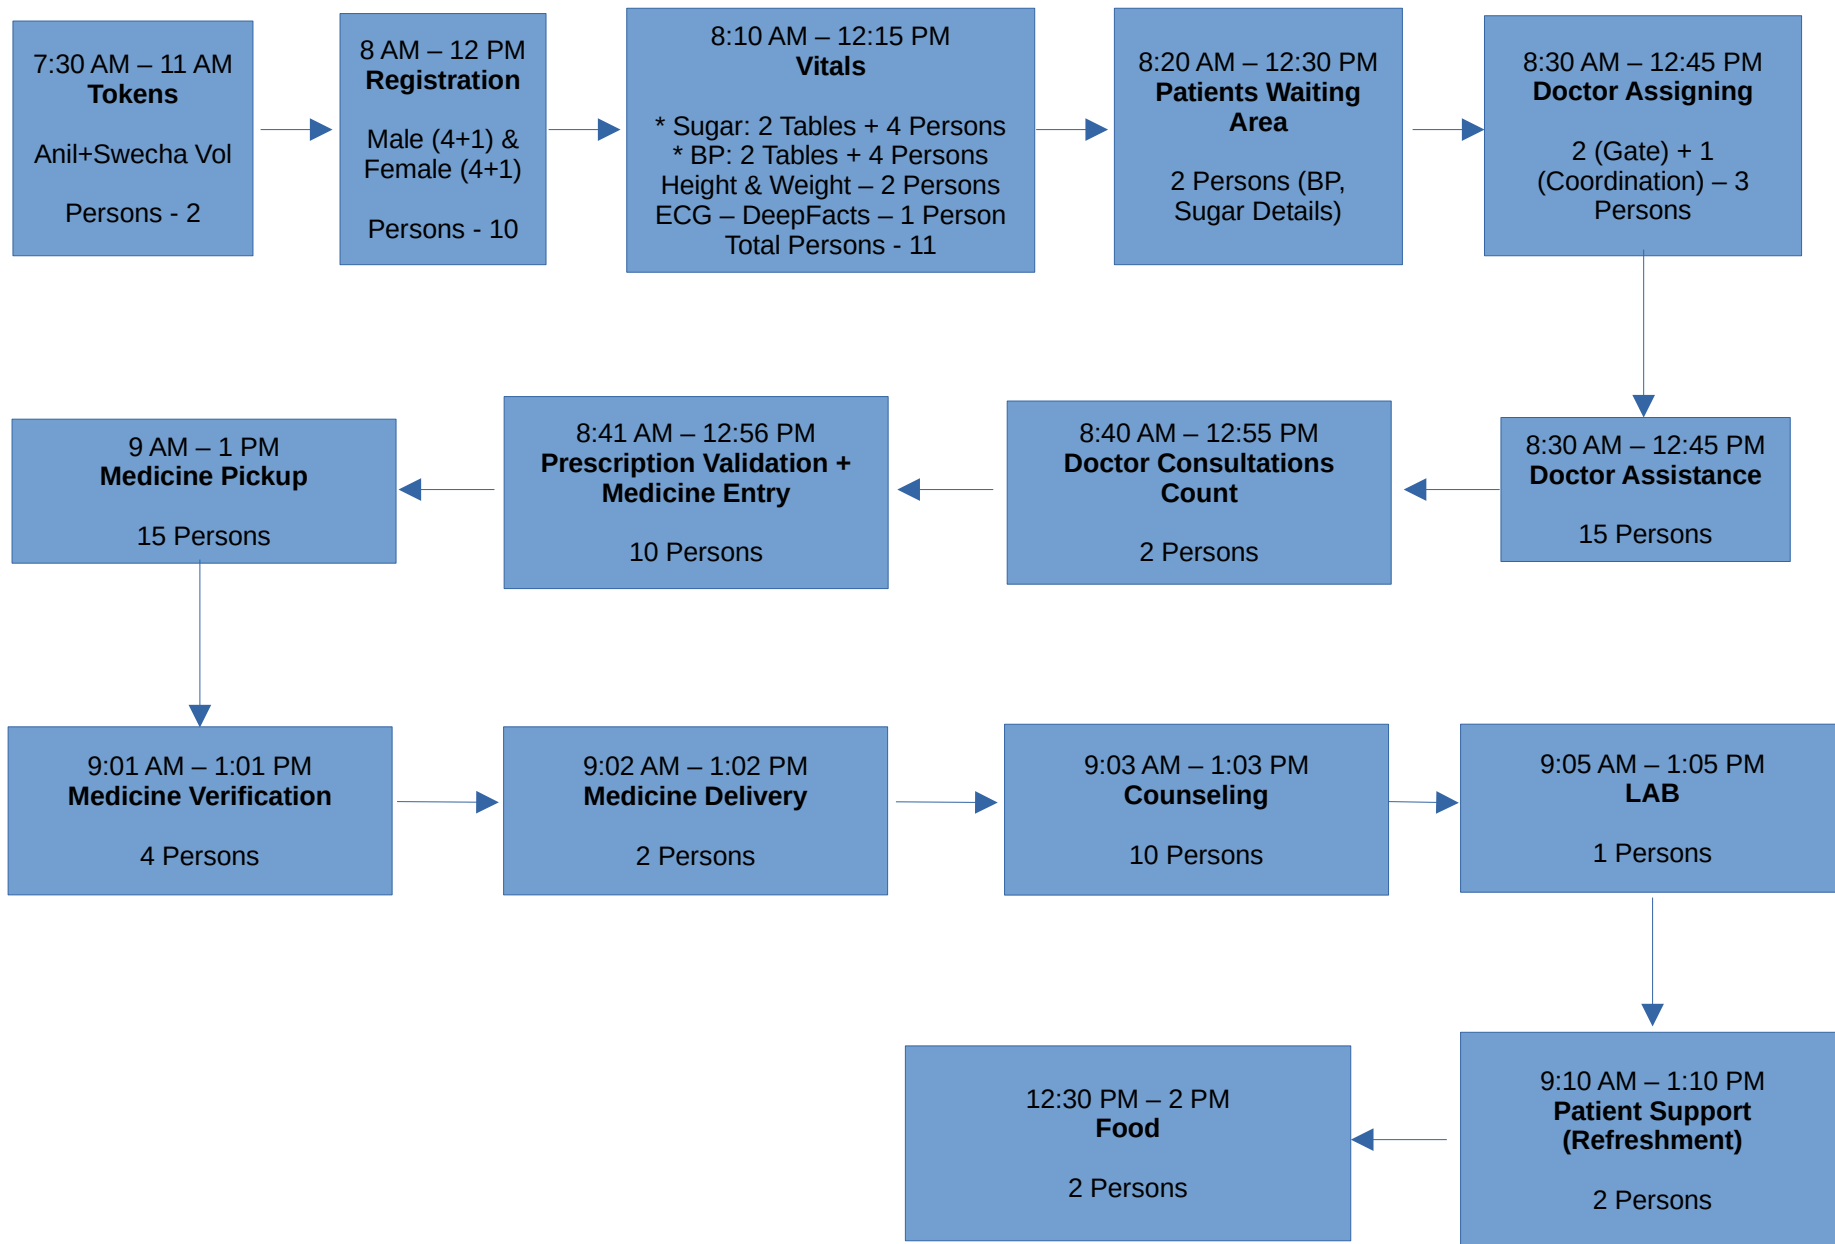 7:30 AM – 11 AM
Tokens
Anil+Swecha Vol
Persons - 2
8 AM – 12 PM
Registration
Male (4+1) &
Female (4+1)
Persons - 10
8:10 AM – 12:15 PM
Vitals
* Sugar: 2 Tables + 4 Persons
* BP: 2 Tables + 4 Persons
Height & Weight – 2 Persons
ECG – DeepFacts – 1 Person
Total Persons - 11
8:20 AM – 12:30 PM
Patients Waiting
Area
2 Persons (BP,
Sugar Details)
8:30 AM – 12:45 PM
Doctor Assigning
2 (Gate) + 1
(Coordination) – 3
Persons
8:30 AM – 12:45 PM
Doctor Assistance
15 Persons
8:40 AM – 12:55 PM
Doctor Consultations
Count
2 Persons
8:41 AM – 12:56 PM
Prescription Validation +
Medicine Entry
10 Persons
9 AM – 1 PM
Medicine Pickup
15 Persons
9:01 AM – 1:01 PM
Medicine Verification
4 Persons
9:02 AM – 1:02 PM
Medicine Delivery
2 Persons
9:03 AM – 1:03 PM
Counseling
10 Persons
9:05 AM – 1:05 PM
LAB
1 Persons
9:10 AM – 1:10 PM
Patient Support
(Refreshment)
2 Persons
12:30 PM – 2 PM
Food
2 Persons